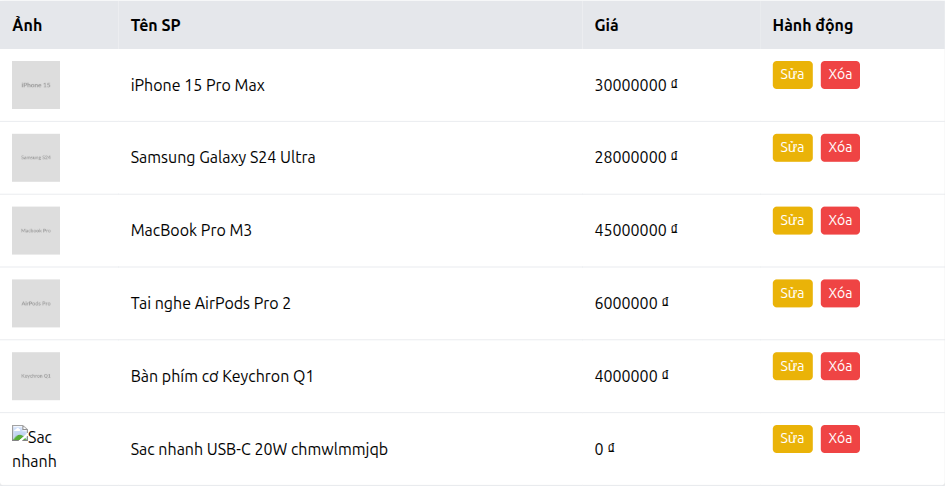 Ảnh Tên SP Giá Hành động
iPhone 15 iPhone 15 Pro Max 30000000 ₫ Sửa Xóa
Samsung S24 Samsung Galaxy S24 Ultra 28000000 ₫ Sửa Xóa
MacBook Pro MacBook Pro M3 45000000 ₫ Sửa Xóa
AirPods Pro Tai nghe AirPods Pro 2 6000000 ₫ Sửa Xóa
Keychron Q1 Bàn phím cơ Keychron Q1 4000000 ₫ Sửa Xóa
Sac nhanh Sac nhanh USB-C 20W chmwlmmjqb 0 ₫ Sửa Xóa